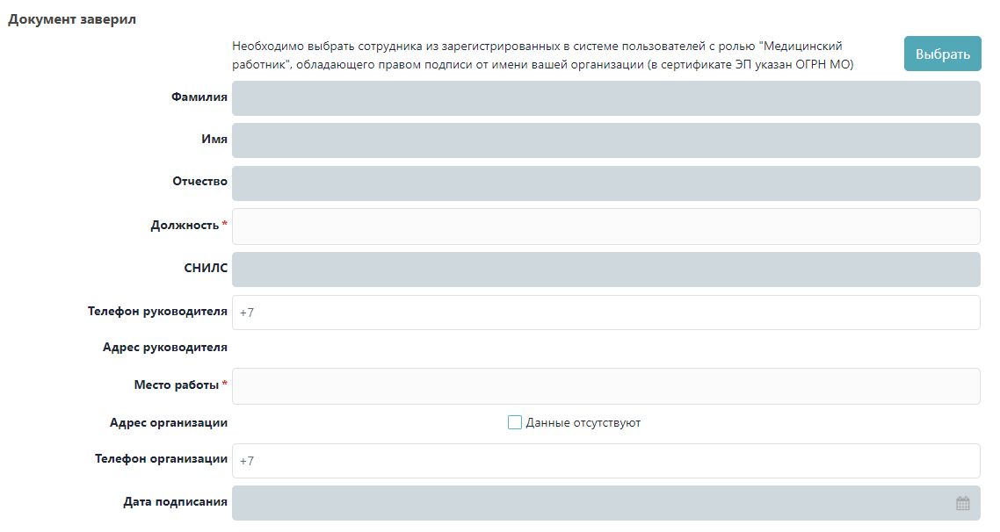 Документ заверил
Необходимо выбрать сотрудника из зарегистрированных в системе пользователей с ролью "Медицинский
работник", обладающего правом подписи от имени вашей организации (в сертификате ЭП указан ОГРН МО)
Выбрать
Фамилия
Имя
Отчество
Должность *
СНИЛС
Телефон руководителя +7
Адрес руководителя
Место работы *
Адрес организации Данные отсутствуют
Телефон организации +7
Дата подписания